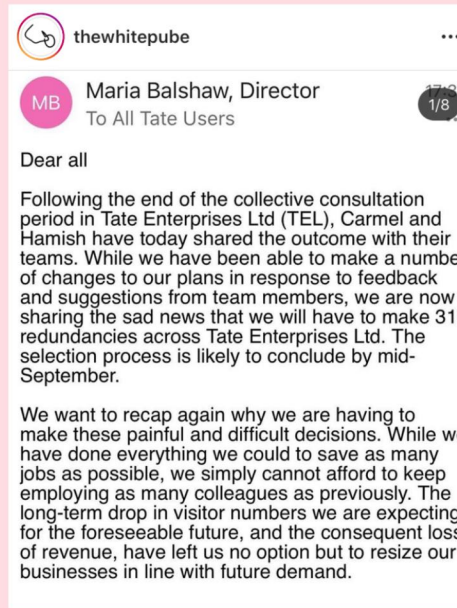 thewhitepube
MB
Maria Balshaw, Director
To All Tate Users
1/8
Dear all
Following the end of the collective consultation
period in Tate Enterprises Ltd (TEL), Carmel and
Hamish have today shared the outcome with their
teams. While we have been able to make a numbe
of changes to our plans in response to feedback
and suggestions from team members, we are now
sharing the sad news that we will have to make 31
redundancies across Tate Enterprises Ltd. The
selection process is likely to conclude by mid-
September.
We want to recap again why we are having to
make these painful and difficult decisions. While w
have done everything we could to save as many
jobs as possible, we simply cannot afford to keep
employing as many colleagues as previously. The
long-term drop in visitor numbers we are expecting
for the foreseeable future, and the consequent loss
of revenue, have left us no option but to resize our
businesses in line with future demand.